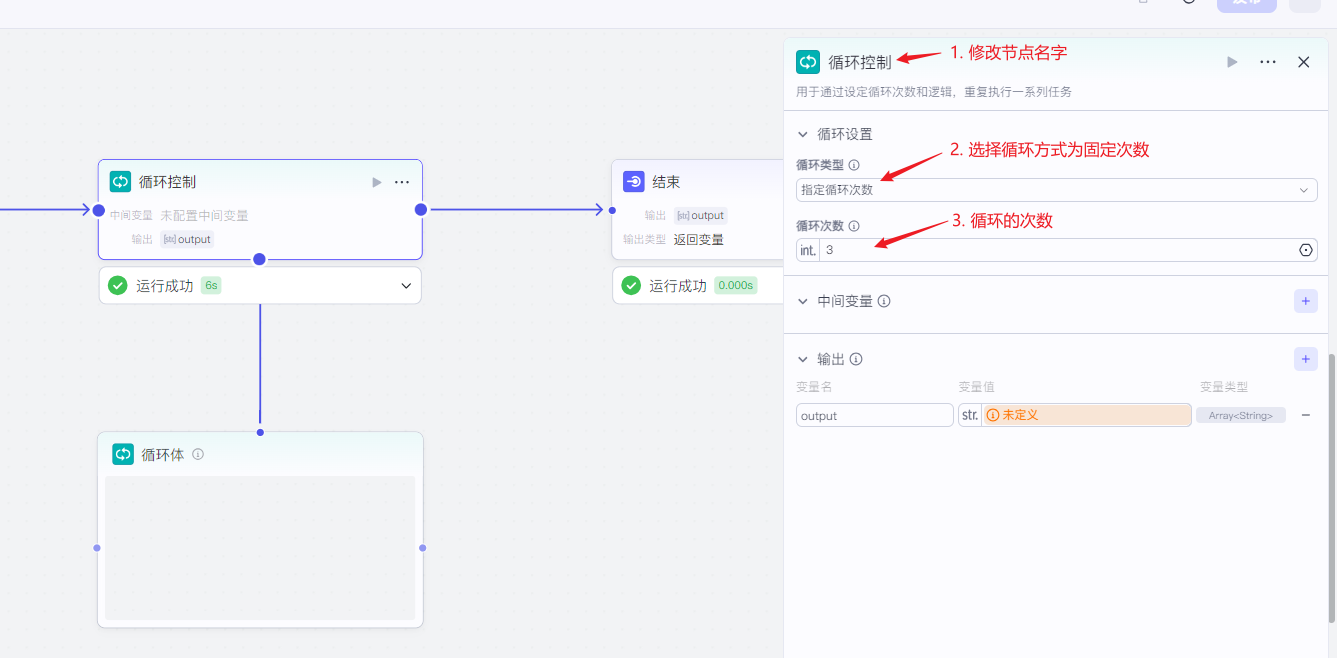 循环控制
1. 修改节点名字
用于通过设定循环次数和逻辑，重复执行一系列任务
循环设置
2. 选择循环方式为固定次数
循环类型
指定循环次数
循环次数
3. 循环的次数
int. 3
中间变量
输出
变量名 变量值 变量类型
output str. 未定义 Array<String>
循环控制
中间变量 未配置中间变量
输出 [str] output
运行成功 6s
结束
输出 [str] output
输出类型 返回变量
运行成功 0.000s
循环体